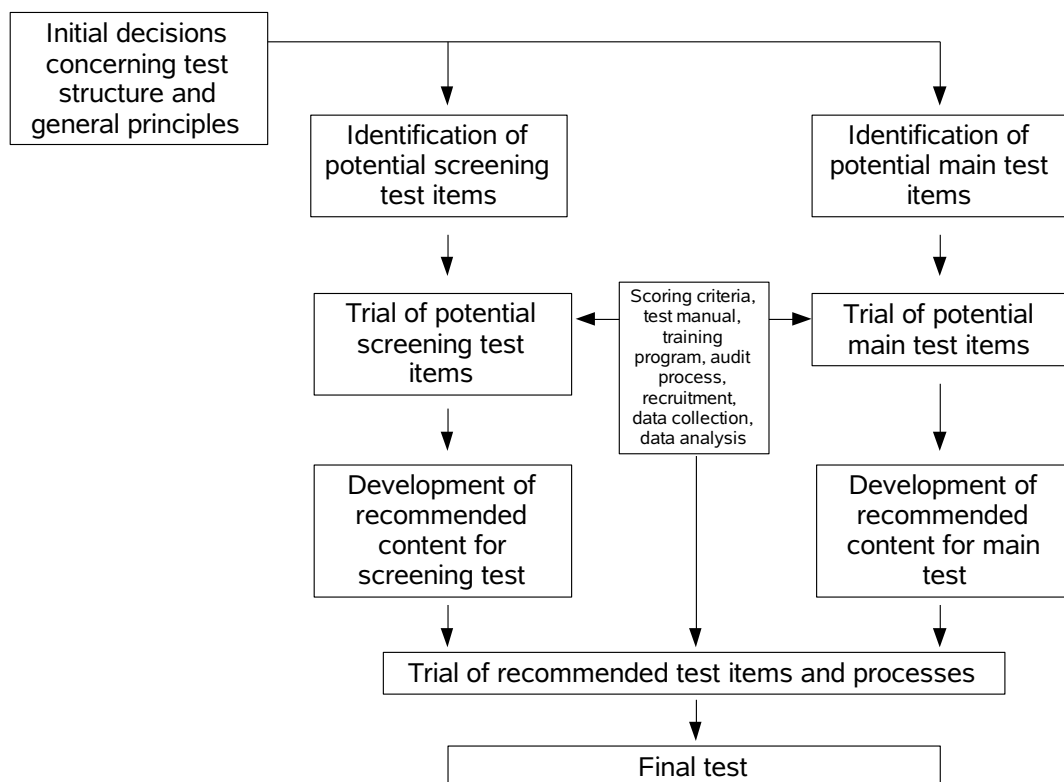 Initial decisions
concerning test
structure and
general principles
Identification of
potential screening
test items
Identification of
potential main test
items
Trial of potential
screening test
items
Scoring criteria,
test manual,
training
program, audit
process,
recruitment,
data collection,
data analysis
Trial of potential
main test items
Development of
recommended
content for
screening test
Development of
recommended
content for main
test
Trial of recommended test items and processes
Final test